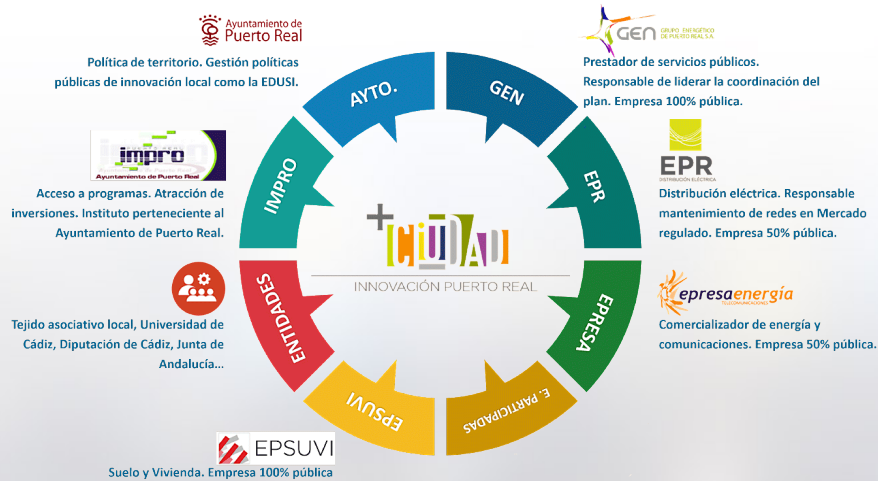 Ayuntamiento de
Puerto Real
Política de territorio. Gestión políticas
públicas de innovación local como la EDUSI.
GEN GRUPO ENERGÉTICO
DE PUERTO REAL S.A.
Prestador de servicios públicos.
Responsable de liderar la coordinación del
plan. Empresa 100% pública.
AYTO.
GEN
impro
Ayuntamiento de Puerto Real
Acceso a programas. Atracción de
inversiones. Instituto perteneciente al
Ayuntamiento de Puerto Real.
IMPRO
EPR
EPR
DISTRIBUCIÓN ELÉCTRICA
Distribución eléctrica. Responsable
mantenimiento de redes en Mercado
regulado. Empresa 50% pública.
+
CiUDAD
INNOVACIÓN PUERTO REAL
Tejido asociativo local, Universidad de
Cádiz, Diputación de Cádiz, Junta de
Andalucía...
ENTIDADES
EPRESA
epresaenergía
TELECOMUNICACIONES
Comercializador de energía y
comunicaciones. Empresa 50% pública.
EPSUVI
E. PARTICIPADAS
EPSUVI
Suelo y Vivienda. Empresa 100% pública